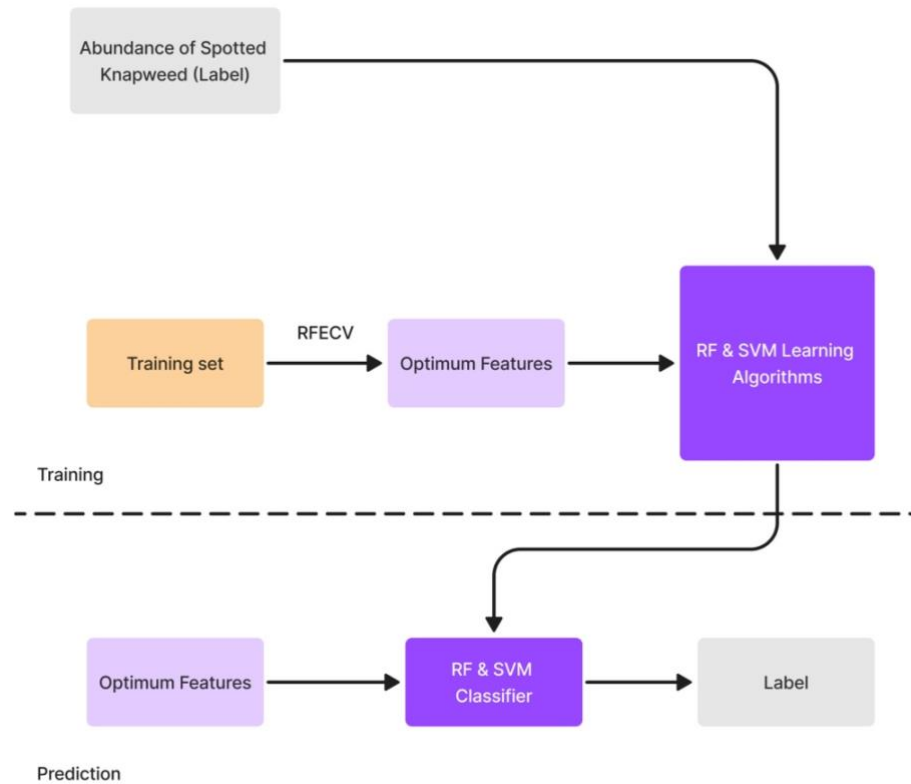 Abundance of Spotted
Knapweed (Label)
Training set
RFECV
Optimum Features
RF & SVM Learning
Algorithms
Training
Optimum Features
RF & SVM
Classifier
Label
Prediction